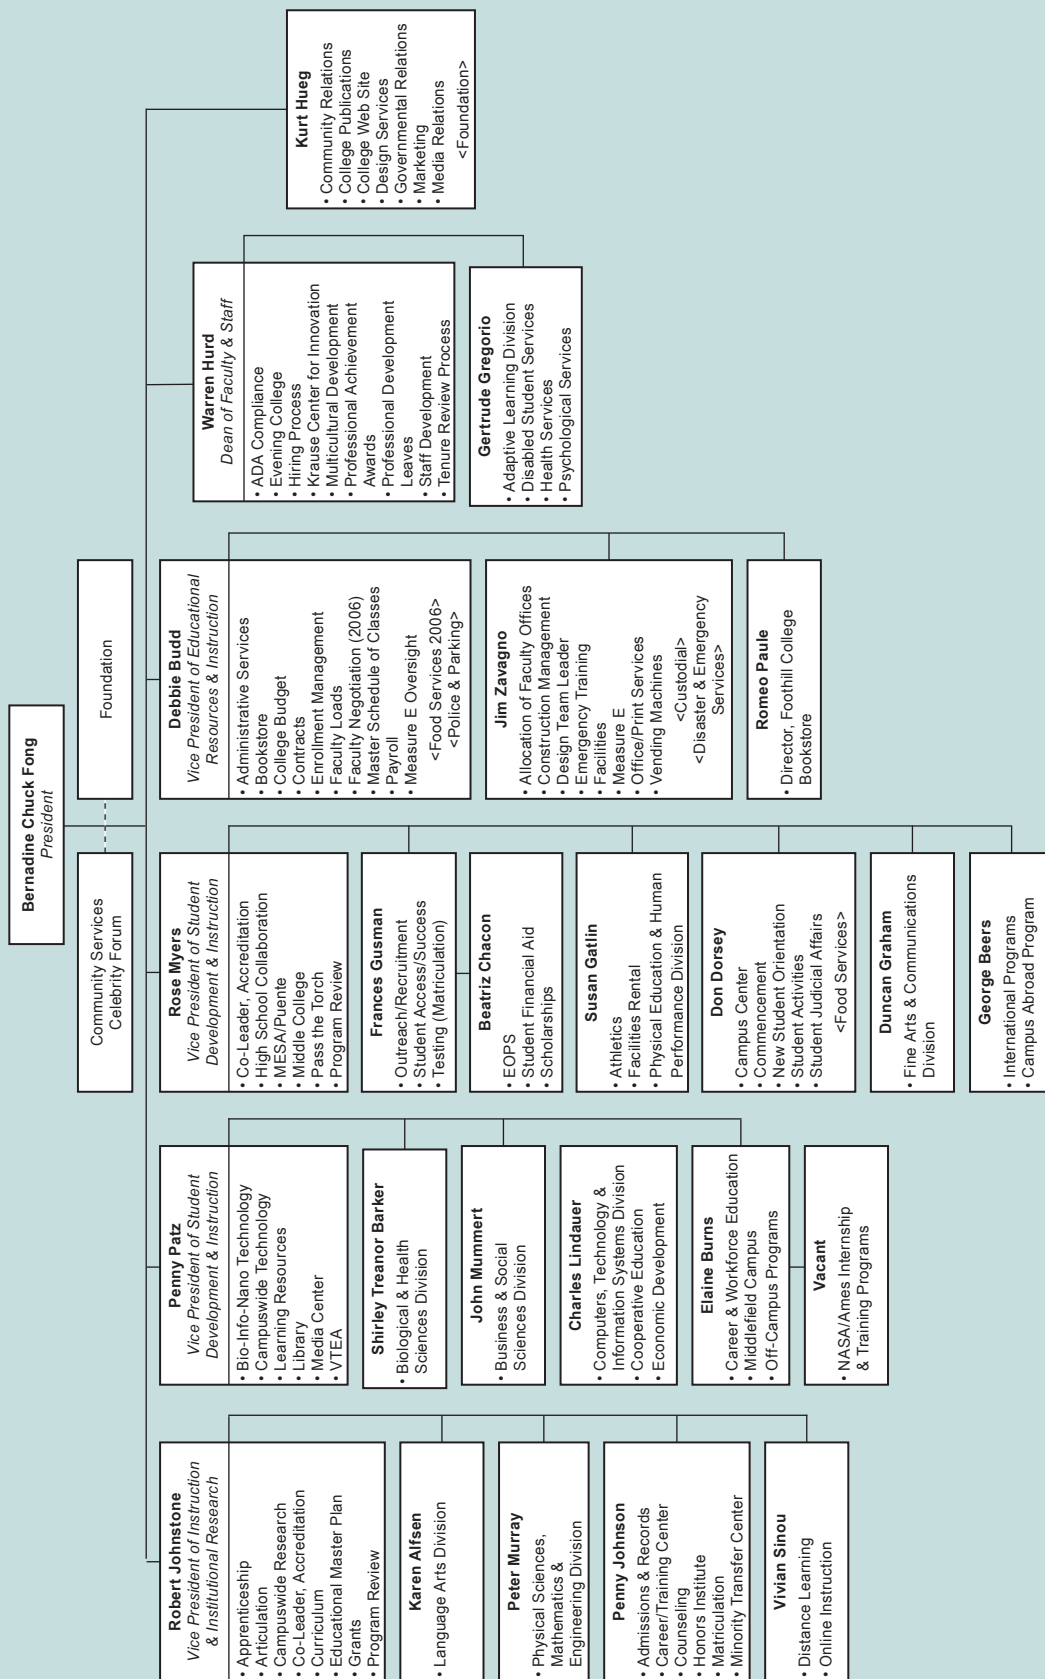 Bernadine Chuck Fong
President
Community Services
Celebrity Forum
Foundation
Robert Johnstone
Vice President of Instruction
& Institutional Research
• Apprenticeship
• Articulation
• Campuswide Research
• Co-Leader, Accreditation
• Curriculum
• Educational Master Plan
• Grants
• Program Review
Karen Alfsen
• Language Arts Division
Peter Murray
• Physical Sciences,
Mathematics &
Engineering Division
Penny Johnson
• Admissions & Records
• Career/Training Center
• Counseling
• Honors Institute
• Matriculation
• Minority Transfer Center
Vivian Sinou
• Distance Learning
• Online Instruction
Penny Patz
Vice President of Student
Development & Instruction
• Bio-Info-Nano Technology
• Campuswide Technology
• Learning Resources
• Library
• Media Center
• VTEA
Shirley Treanor Barker
• Biological & Health
Sciences Division
John Mummert
• Business & Social
Sciences Division
Charles Lindauer
• Computers, Technology &
Information Systems Division
• Cooperative Education
• Economic Development
Elaine Burns
• Career & Workforce Education
• Middlefield Campus
• Off-Campus Programs
Vacant
• NASA/Ames Internship
& Training Programs
Rose Myers
Vice President of Student
Development & Instruction
• Co-Leader, Accreditation
• High School Collaboration
• MESA/Puente
• Middle College
• Pass the Torch
• Program Review
Frances Gusman
• Outreach/Recruitment
• Student Access/Success
• Testing (Matriculation)
Beatriz Chacon
• EOPS
• Student Financial Aid
• Scholarships
Susan Gatlin
• Athletics
• Facilities Rental
• Physical Education & Human
Performance Division
Don Dorsey
• Campus Center
• Commencement
• New Student Orientation
• Student Activities
• Student Judicial Affairs
<Food Services>
Duncan Graham
• Fine Arts & Communications
Division
George Beers
• International Programs
• Campus Abroad Program
Debbie Budd
Vice President of Educational
Resources & Instruction
• Administrative Services
• Bookstore
• College Budget
• Contracts
• Enrollment Management
• Faculty Loads
• Faculty Negotiation (2006)
• Master Schedule of Classes
• Payroll
• Measure E Oversight
<Food Services 2006>
<Police & Parking>
Jim Zavagno
• Allocation of Faculty Offices
• Construction Management
• Design Team Leader
• Emergency Training
• Facilities
• Measure E
• Office/Print Services
• Vending Machines
<Custodial>
<Disaster & Emergency
Services>
Romeo Paule
• Director, Foothill College
Bookstore
Warren Hurd
Dean of Faculty & Staff
• ADA Compliance
• Evening College
• Hiring Process
• Krause Center for Innovation
• Multicultural Development
• Professional Achievement
Awards
• Professional Development
Leaves
• Staff Development
• Tenure Review Process
Gertrude Gregorio
• Adaptive Learning Division
• Disabled Student Services
• Health Services
• Psychological Services
Kurt Hueg
• Community Relations
• College Publications
• College Web Site
• Design Services
• Governmental Relations
• Marketing
• Media Relations
<Foundation>